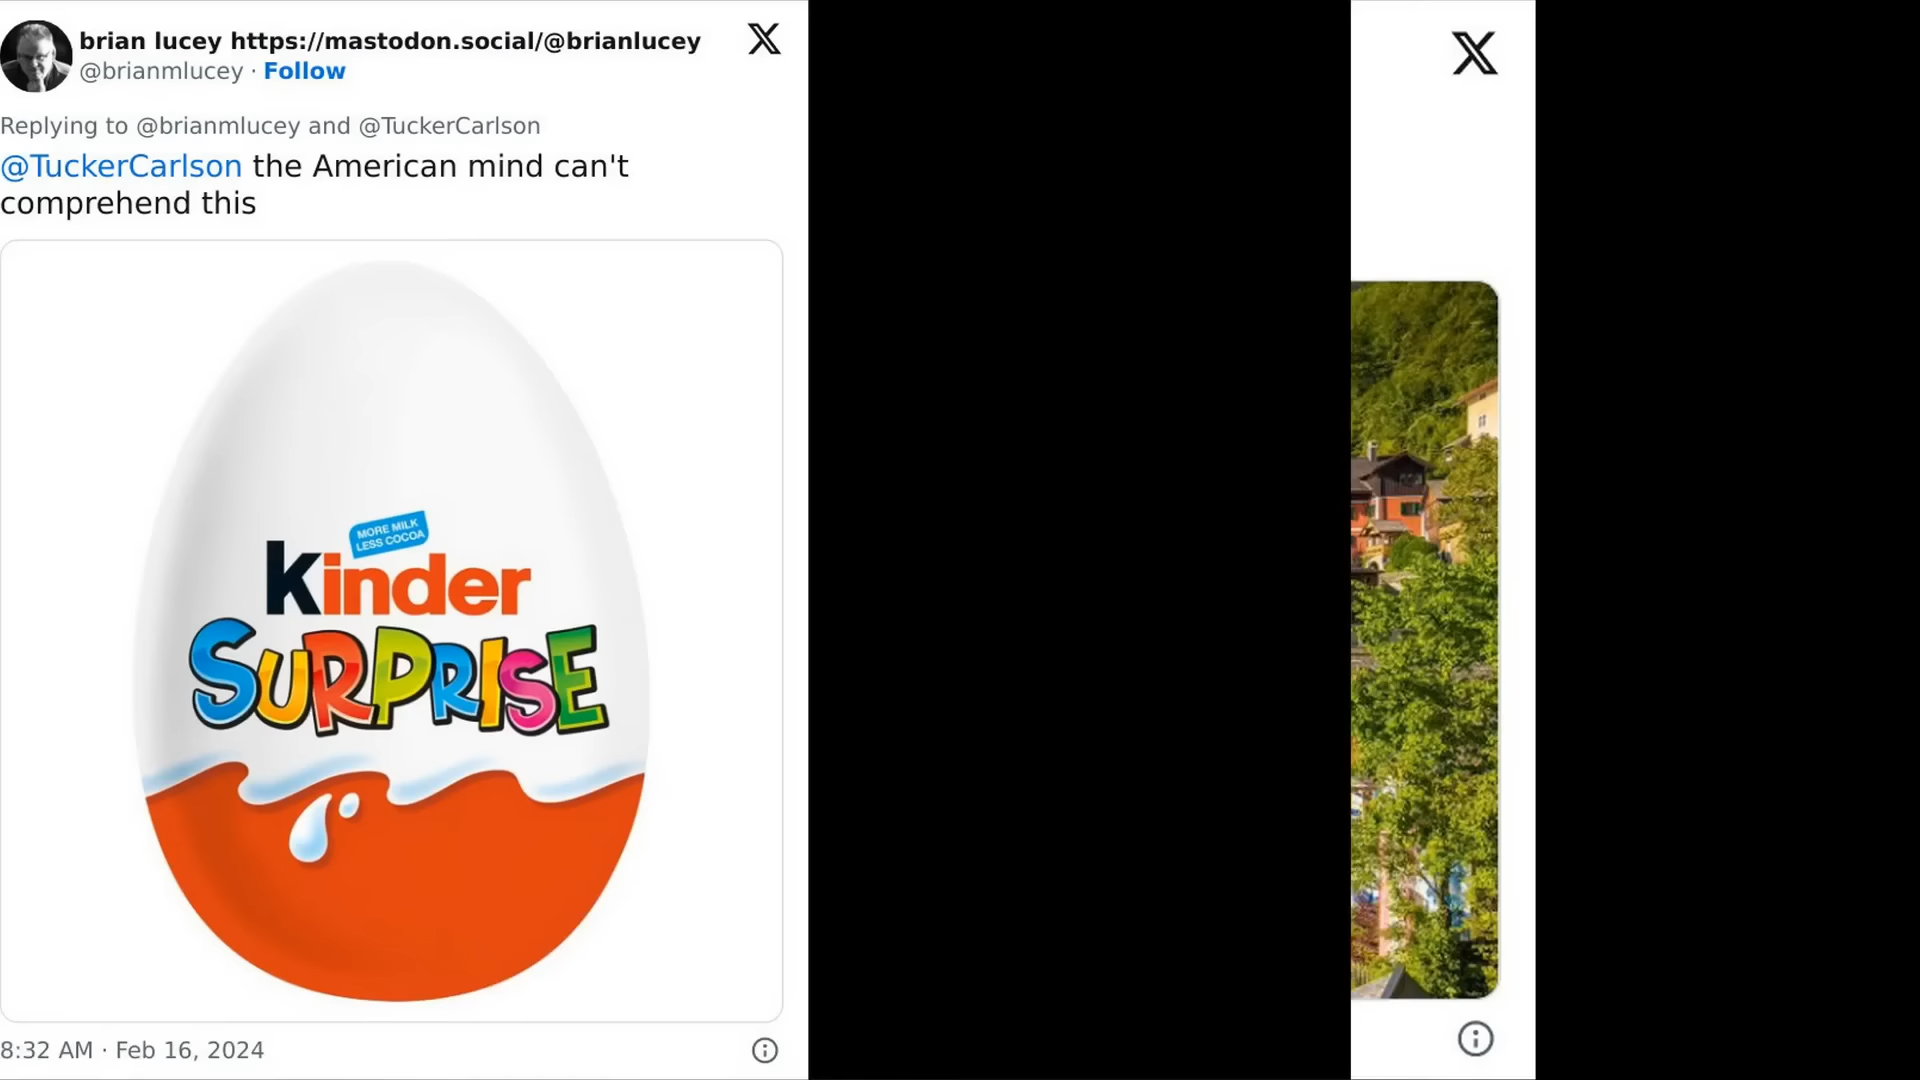 brian lucey https://mastodon.social/@brianlucey
@brianmlucey · Follow
Replying to @brianmlucey and @TuckerCarlson
@TuckerCarlson the American mind can't
comprehend this
MORE MILK
LESS COCOA
kinder
SURPRISE
8:32 AM · Feb 16, 2024